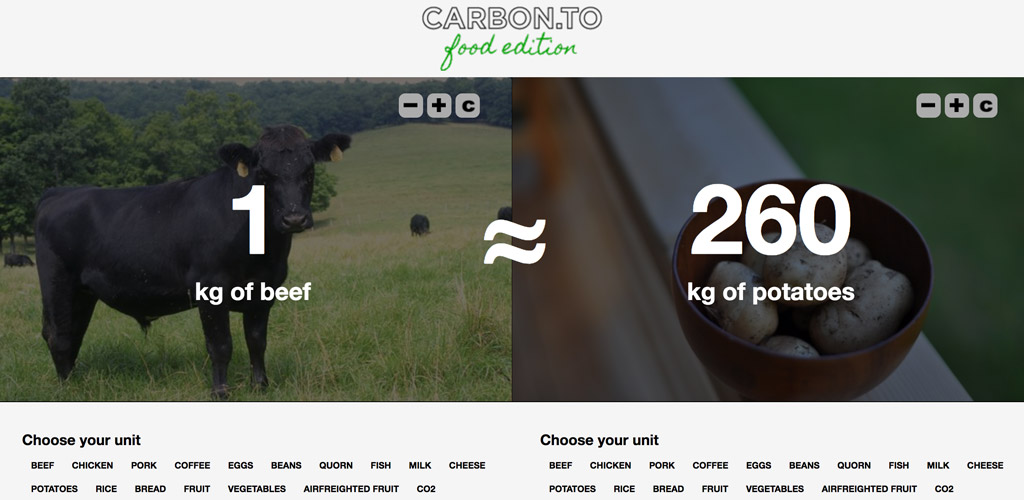 CARBON.TO
food edition
− + c
− + c
1
≈
260
kg of beef
kg of potatoes
Choose your unit
BEEF CHICKEN PORK COFFEE EGGS BEANS QUORN FISH MILK CHEESE
POTATOES RICE BREAD FRUIT VEGETABLES AIRFREIGHTED FRUIT CO2
Choose your unit
BEEF CHICKEN PORK COFFEE EGGS BEANS QUORN FISH MILK CHEESE
POTATOES RICE BREAD FRUIT VEGETABLES AIRFREIGHTED FRUIT CO2